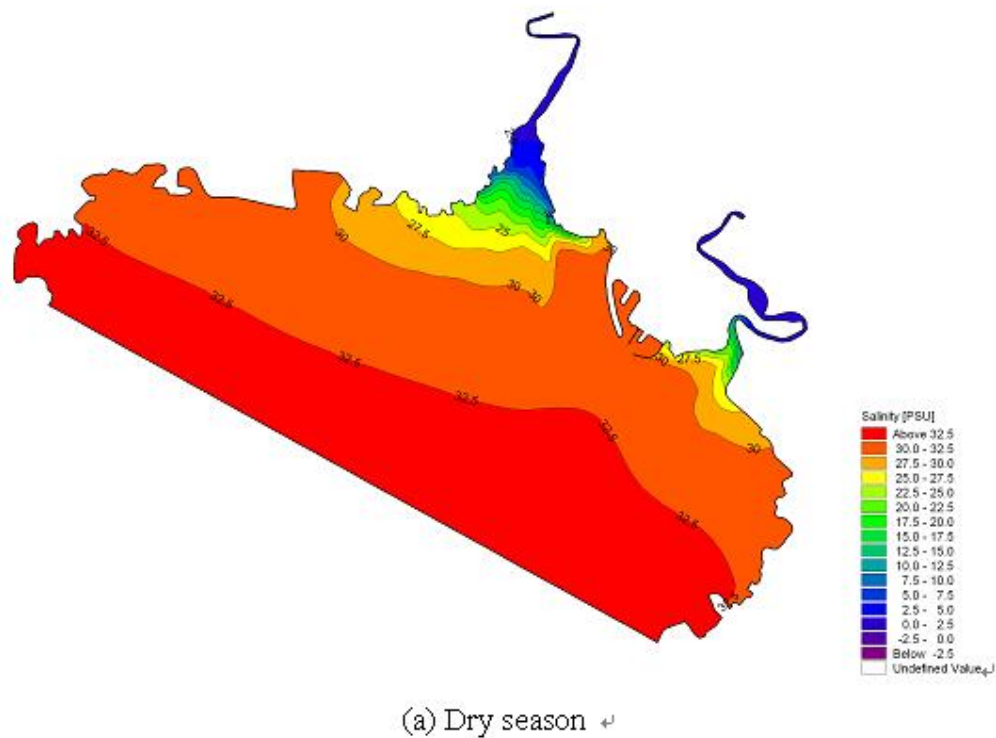 30
27.5
25
30
30
32.5
32.5
32.5
32.5
32.5
32.5
30
27.5
30
Salinity [PSU]
Above 32.5
30.0 - 32.5
27.5 - 30.0
25.0 - 27.5
22.5 - 25.0
20.0 - 22.5
17.5 - 20.0
15.0 - 17.5
12.5 - 15.0
10.0 - 12.5
7.5 - 10.0
5.0 - 7.5
2.5 - 5.0
0.0 - 2.5
-2.5 - 0.0
Below -2.5
Undefined Value↵
(a) Dry season ↵